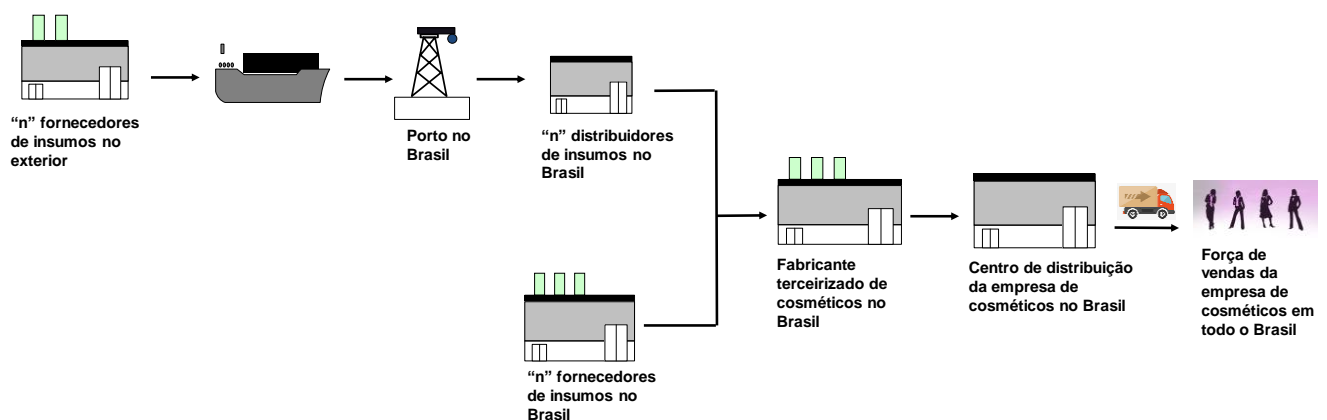 “n” fornecedores
de insumos no
exterior
Porto no
Brasil
“n” distribuidores
de insumos no
Brasil
“n” fornecedores
de insumos no
Brasil
Fabricante
terceirizado de
cosméticos no
Brasil
Centro de distribuição
da empresa de
cosméticos no Brasil
Força de
vendas da
empresa de
cosméticos em
todo o Brasil